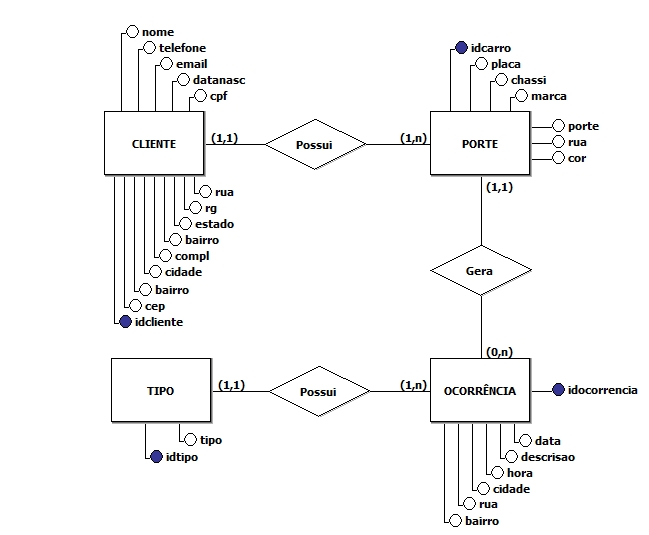 nome
telefone
email
datanasc
cpf
idcarro
placa
chassi
marca
CLIENTE
(1,1)
Possui
(1,n)
PORTE
porte
rua
cor
(1,1)
rua
rg
estado
bairro
compl
cidade
bairro
cep
idcliente
Gera
(0,n)
TIPO
(1,1)
Possui
(1,n)
OCORRÊNCIA
idocorrencia
tipo
idtipo
data
descrisao
hora
cidade
rua
bairro